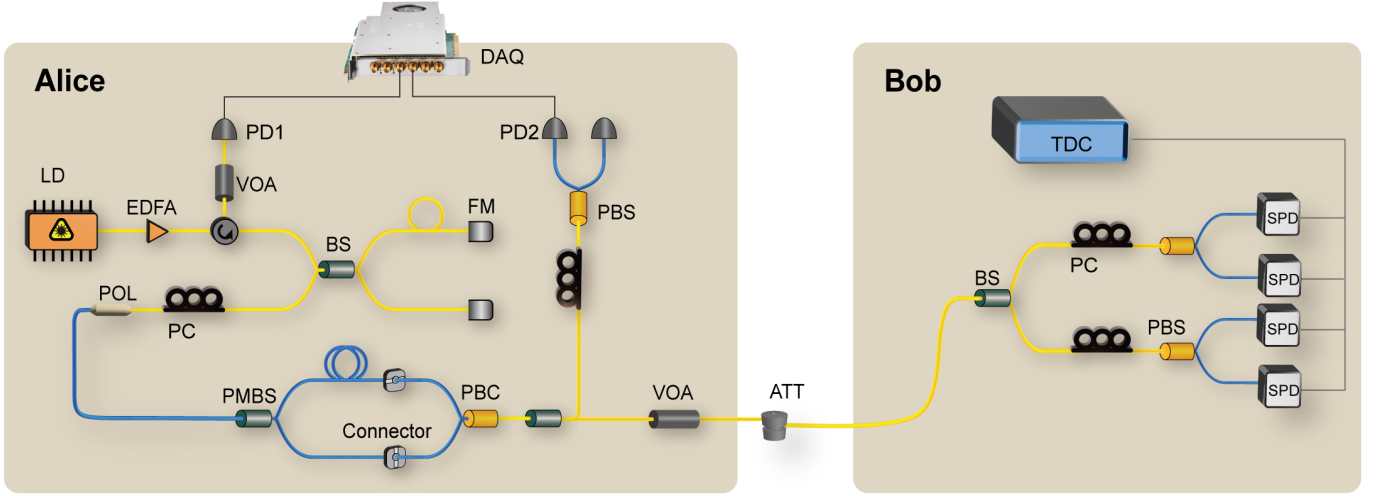 DAQ
Alice
Bob
PD1
PD2
TDC
LD
VOA
EDFA
FM
PBS
SPD
BS
PC
SPD
POL
BS
PC
SPD
PBS
SPD
PMBS
PBC
VOA
ATT
Connector